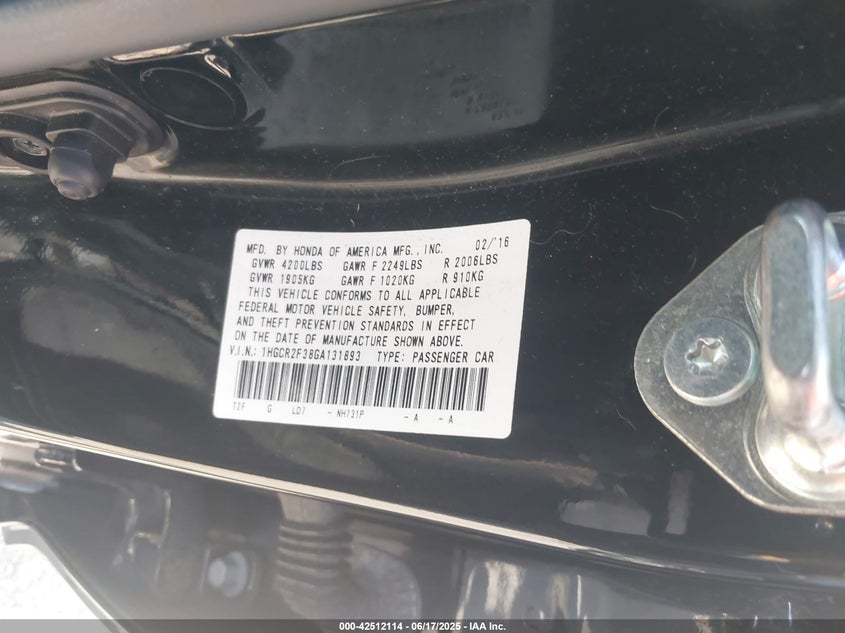 MFD. BY HONDA OF AMERICA MFG., INC. 02/'16
GVWR 4200LBS GAWR F 2249LBS R 2006LBS
GVWR 1905KG GAWR F 1020KG R 910KG
THIS VEHICLE CONFORMS TO ALL APPLICABLE
FEDERAL MOTOR VEHICLE SAFETY, BUMPER,
AND THEFT PREVENTION STANDARDS IN EFFECT
ON THE DATE OF MANUFACTURE SHOWN ABOVE.
V.I.N.: 1HGCR2F38GA131893 TYPE: PASSENGER CAR
T2F G LD7 - NH731P - A - A
000-42512114 - 06/17/2025 - IAA Inc.